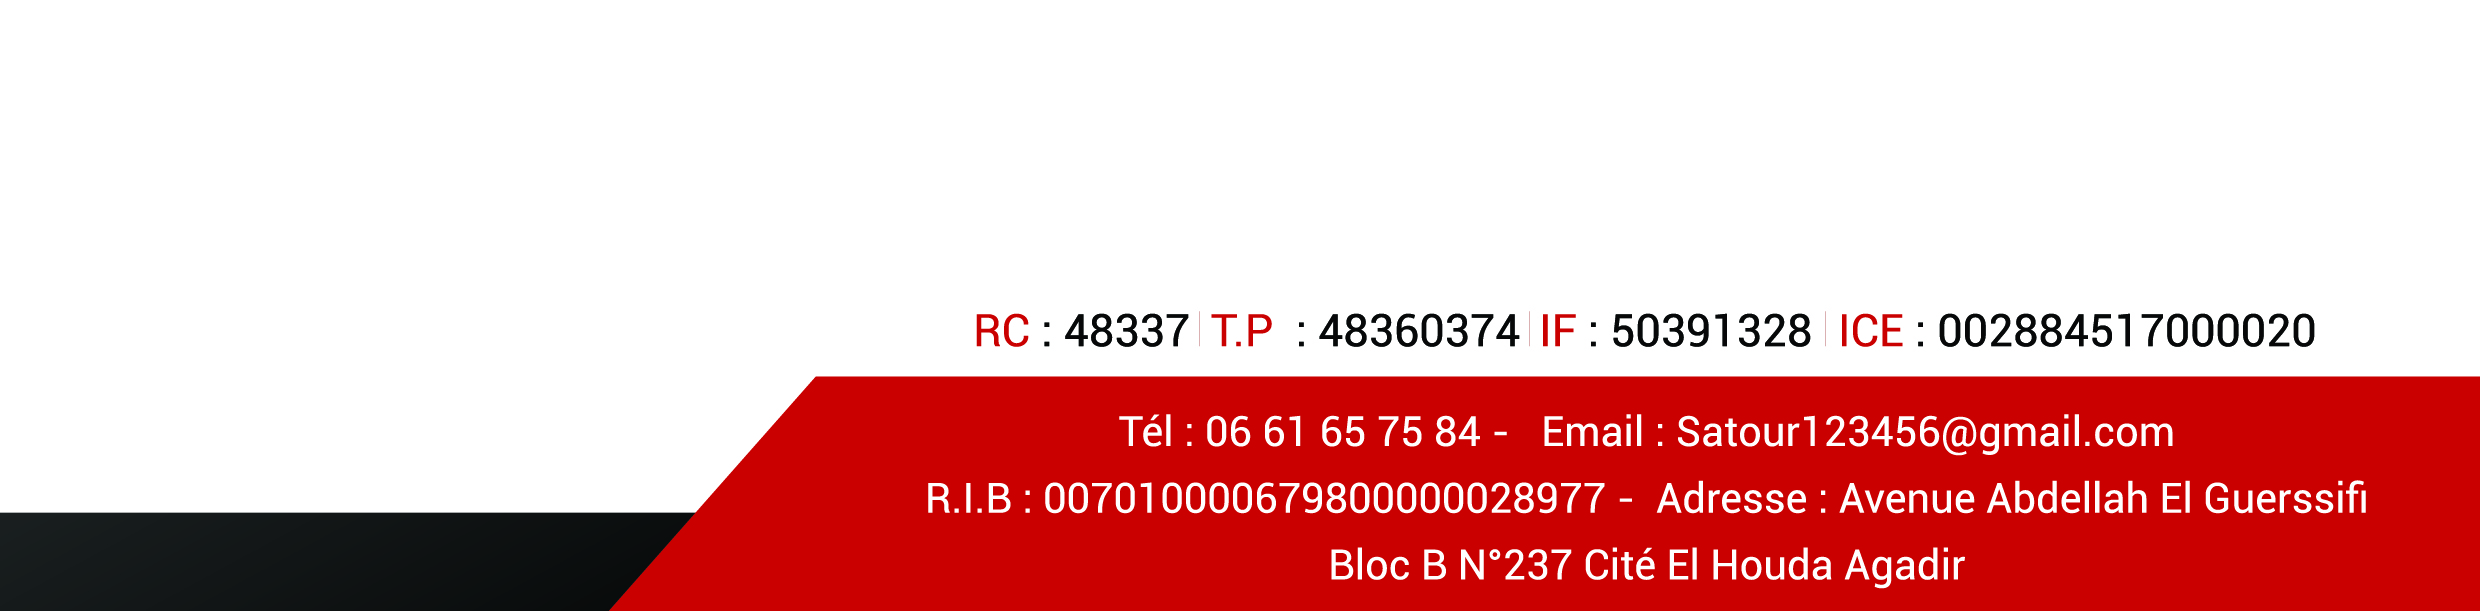 RC : 48337 T.P : 48360374 IF : 50391328 ICE : 002884517000020
Tél : 06 61 65 75 84 - Email : Satour123456@gmail.com
R.I.B : 007010000679800000028977 - Adresse : Avenue Abdellah El Guerssifi
Bloc B N°237 Cité El Houda Agadir